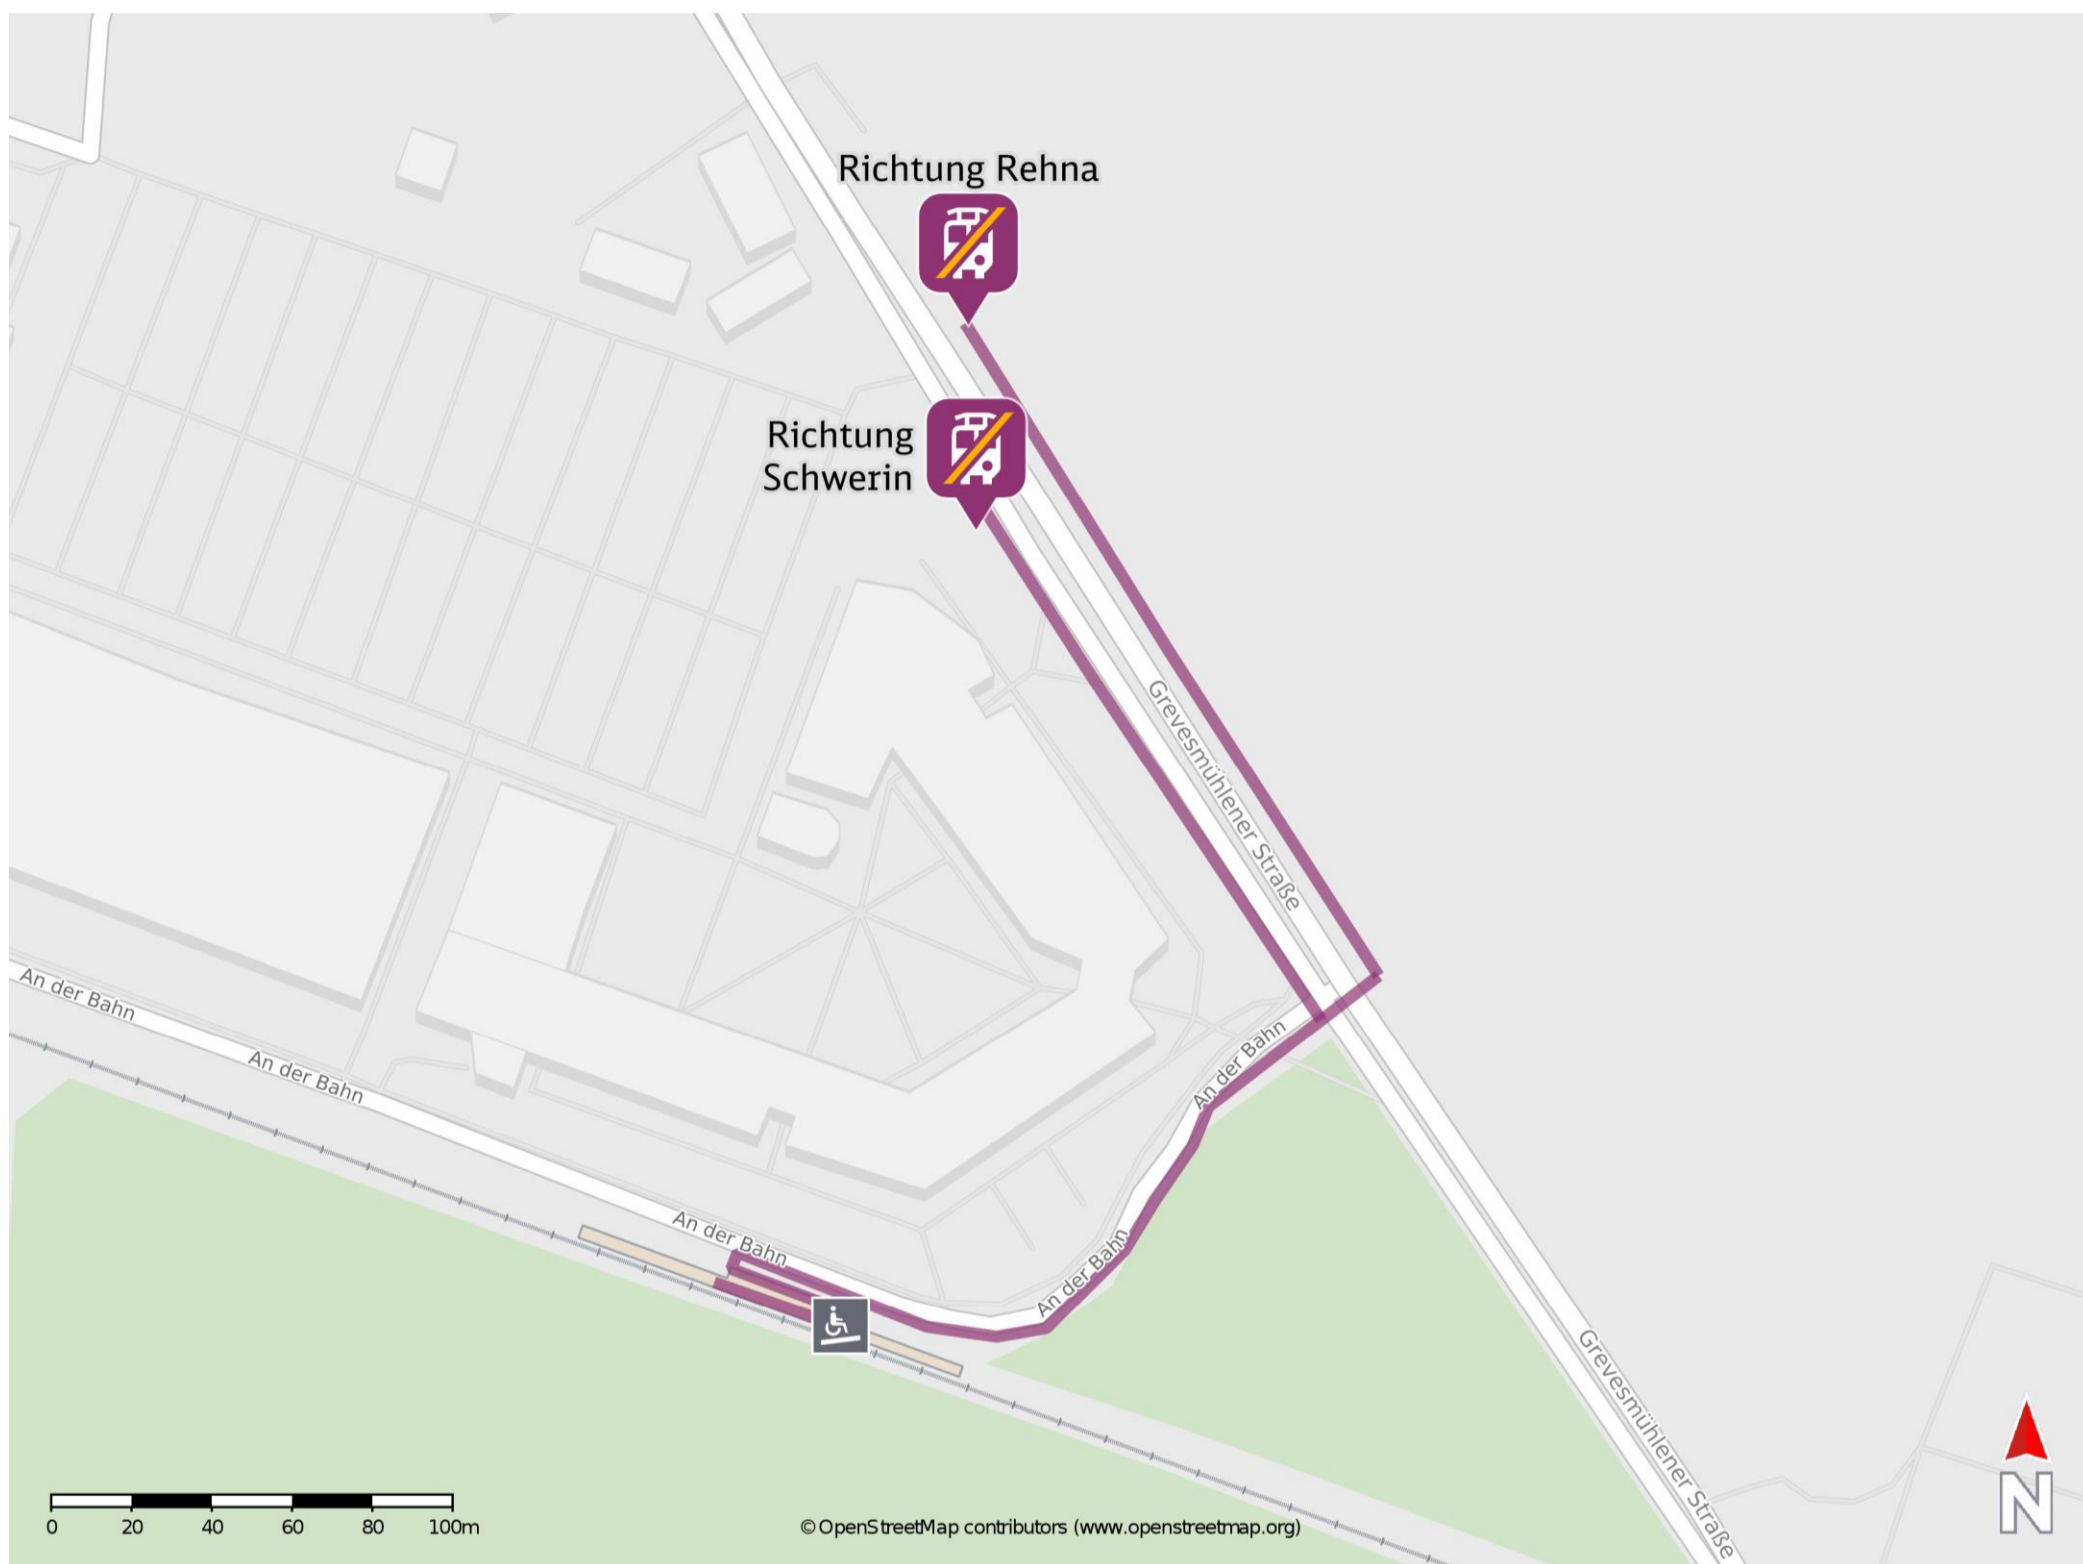 Richtung Rehna
Richtung
Schwerin
Grevesmühlener Straße
An der Bahn
An der Bahn
An der Bahn
An der Bahn
An der Bahn
Grevesmühlener Straße
0 20 40 60 80 100m
© OpenStreetMap contributors (www.openstreetmap.org)
N